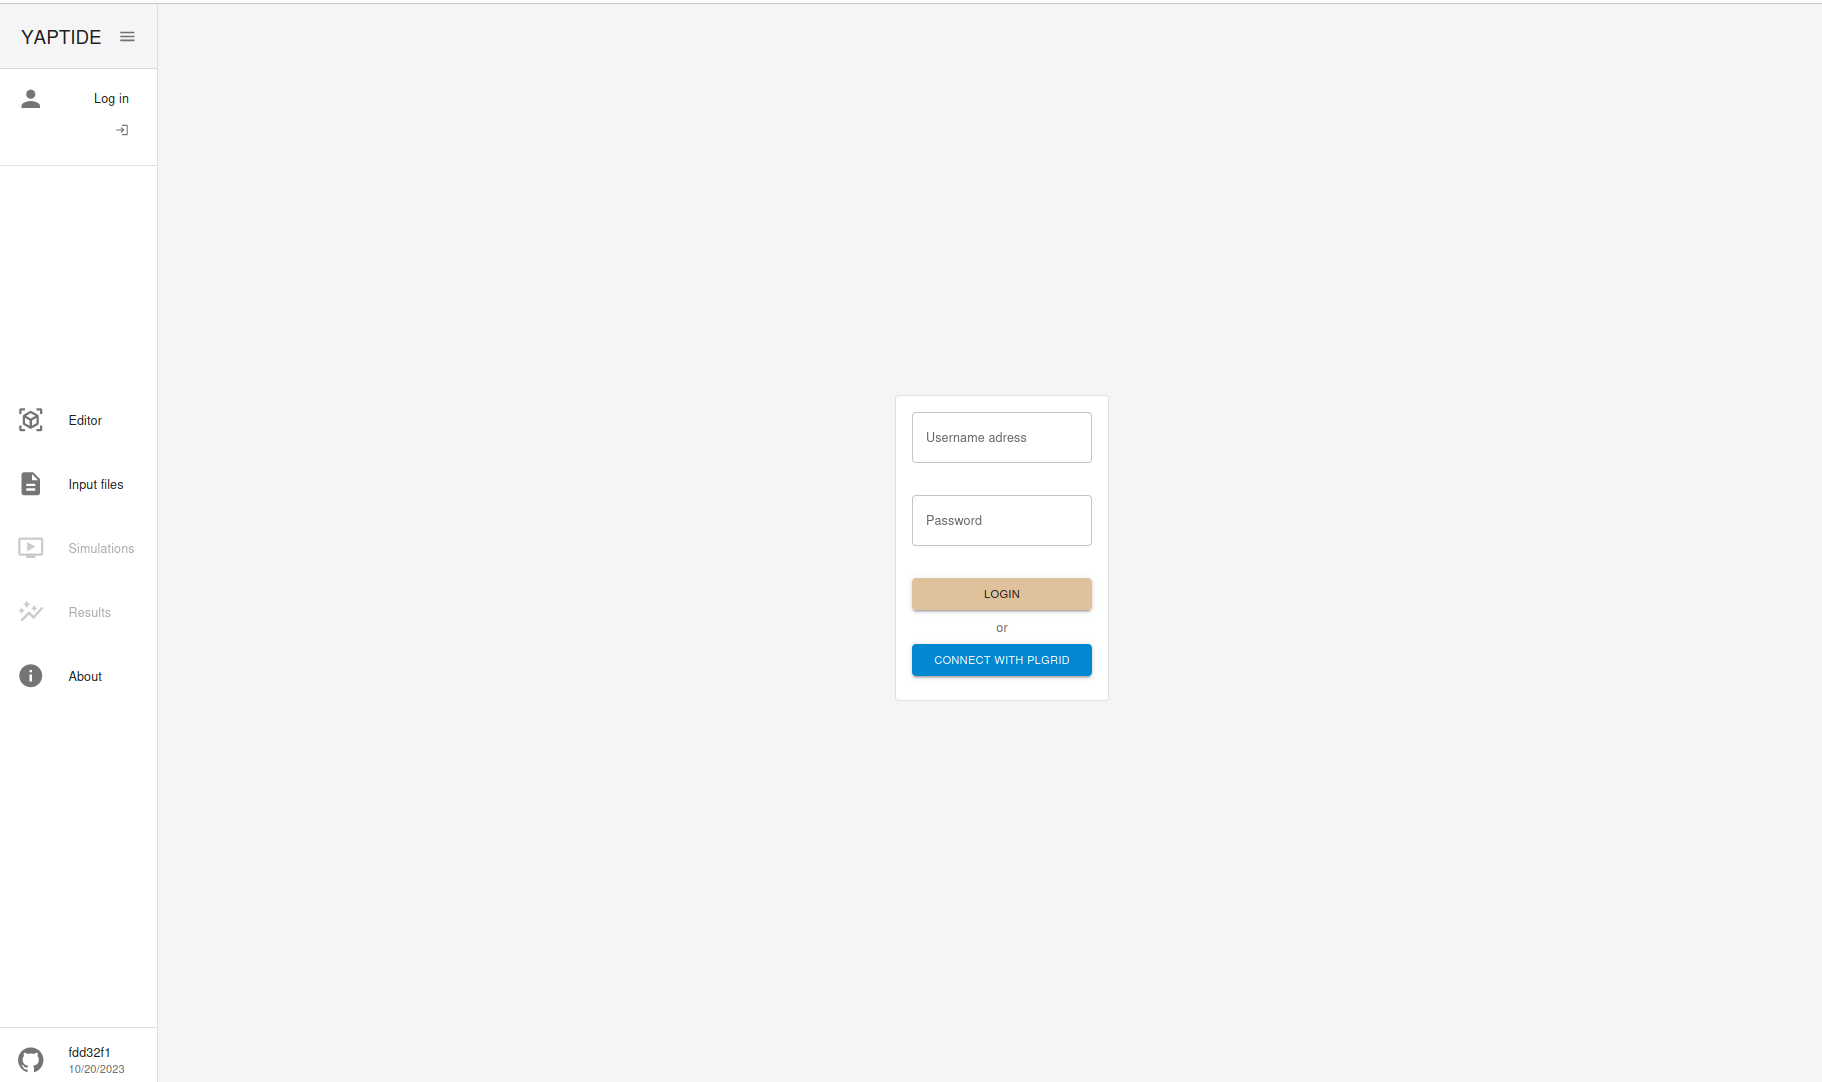 YAPTIDE
Log in
Editor
Input files
Simulations
Results
About
fdd32f1
10/20/2023
Username adress
Password
LOGIN
or
CONNECT WITH PLGRID